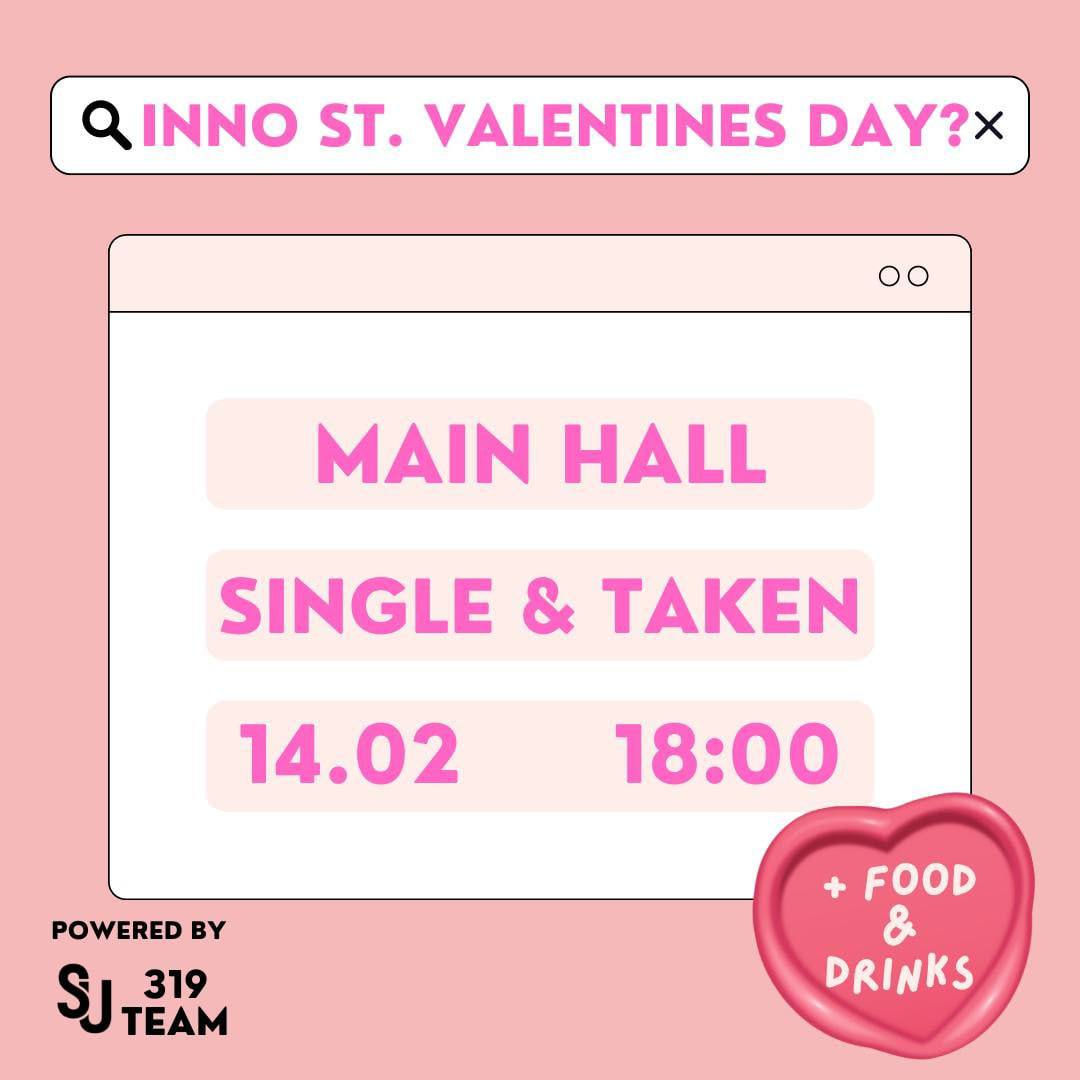 INNO ST. VALENTINES DAY?
MAIN HALL
SINGLE & TAKEN
14.02 18:00
+ FOOD
&
DRINKS
POWERED BY
SU 319
TEAM